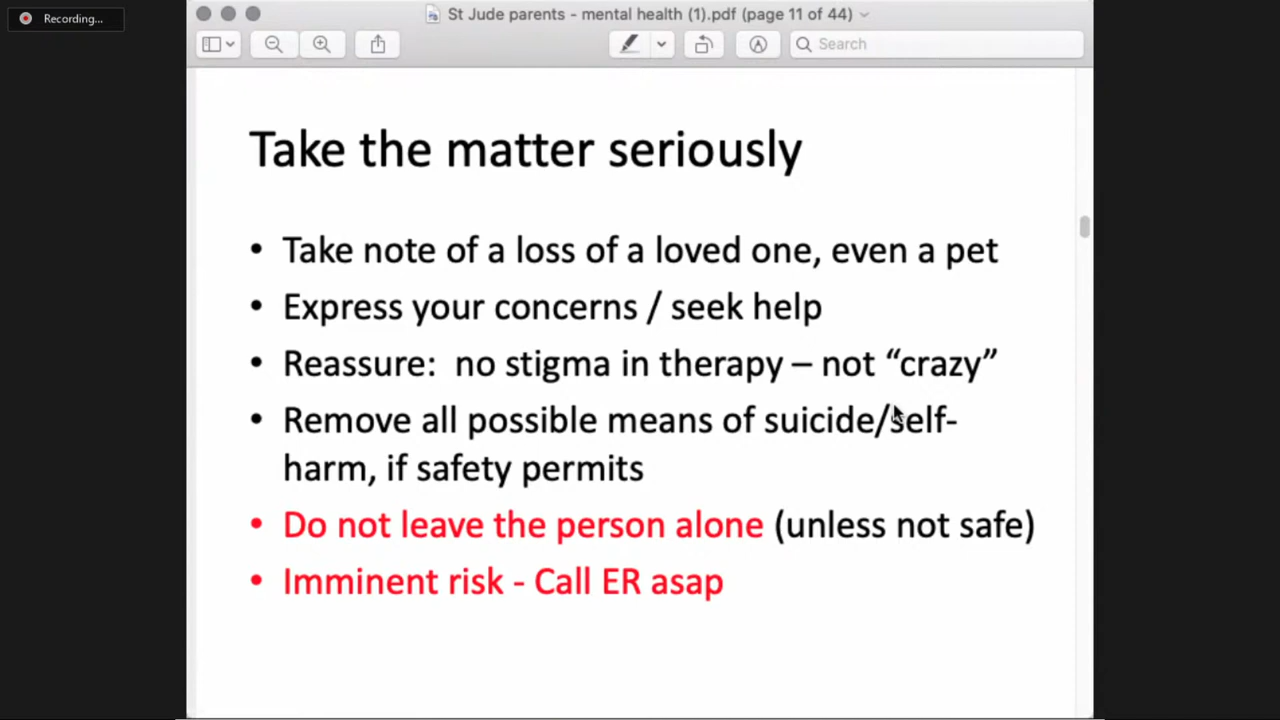 Recording...
St Jude parents - mental health (1).pdf (page 11 of 44)
Search
Take the matter seriously
• Take note of a loss of a loved one, even a pet
• Express your concerns / seek help
• Reassure:  no stigma in therapy – not “crazy”
• Remove all possible means of suicide/self-
harm, if safety permits
• Do not leave the person alone (unless not safe)
• Imminent risk - Call ER asap